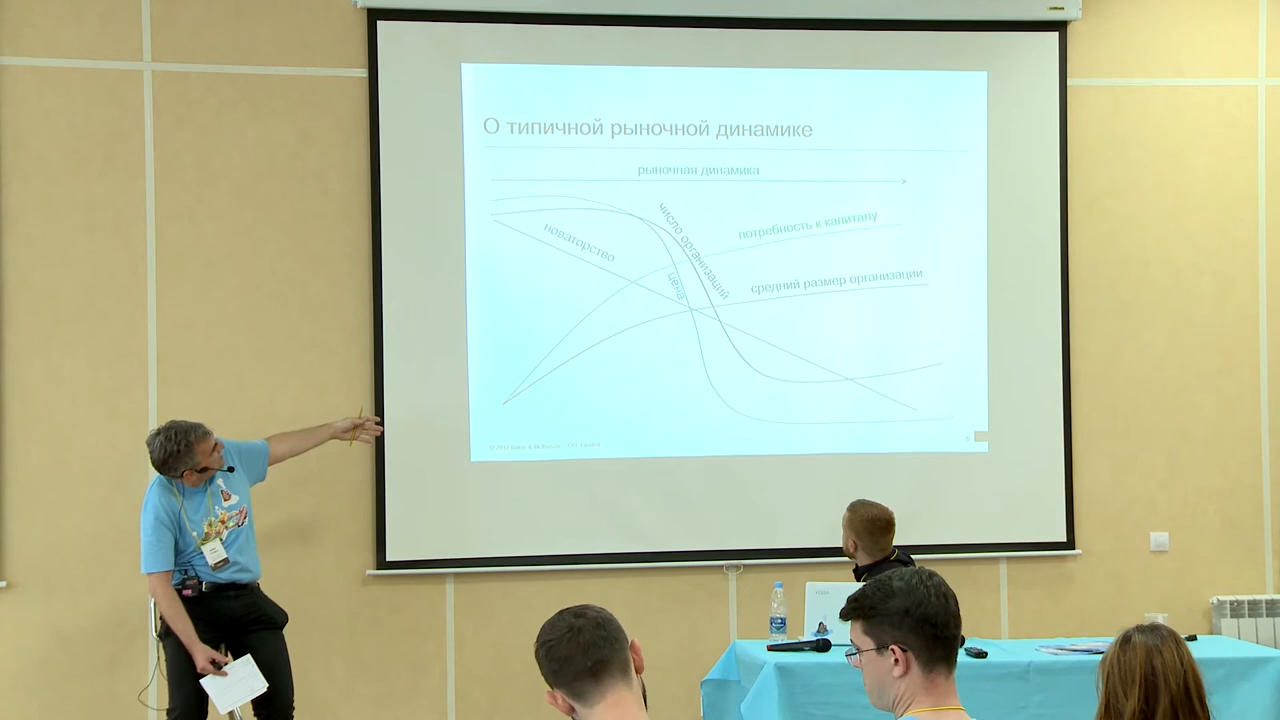 О типичной рыночной динамике
рыночная динамика
число организаций
потребность к капиталу
новаторство
цена
средний размер организации